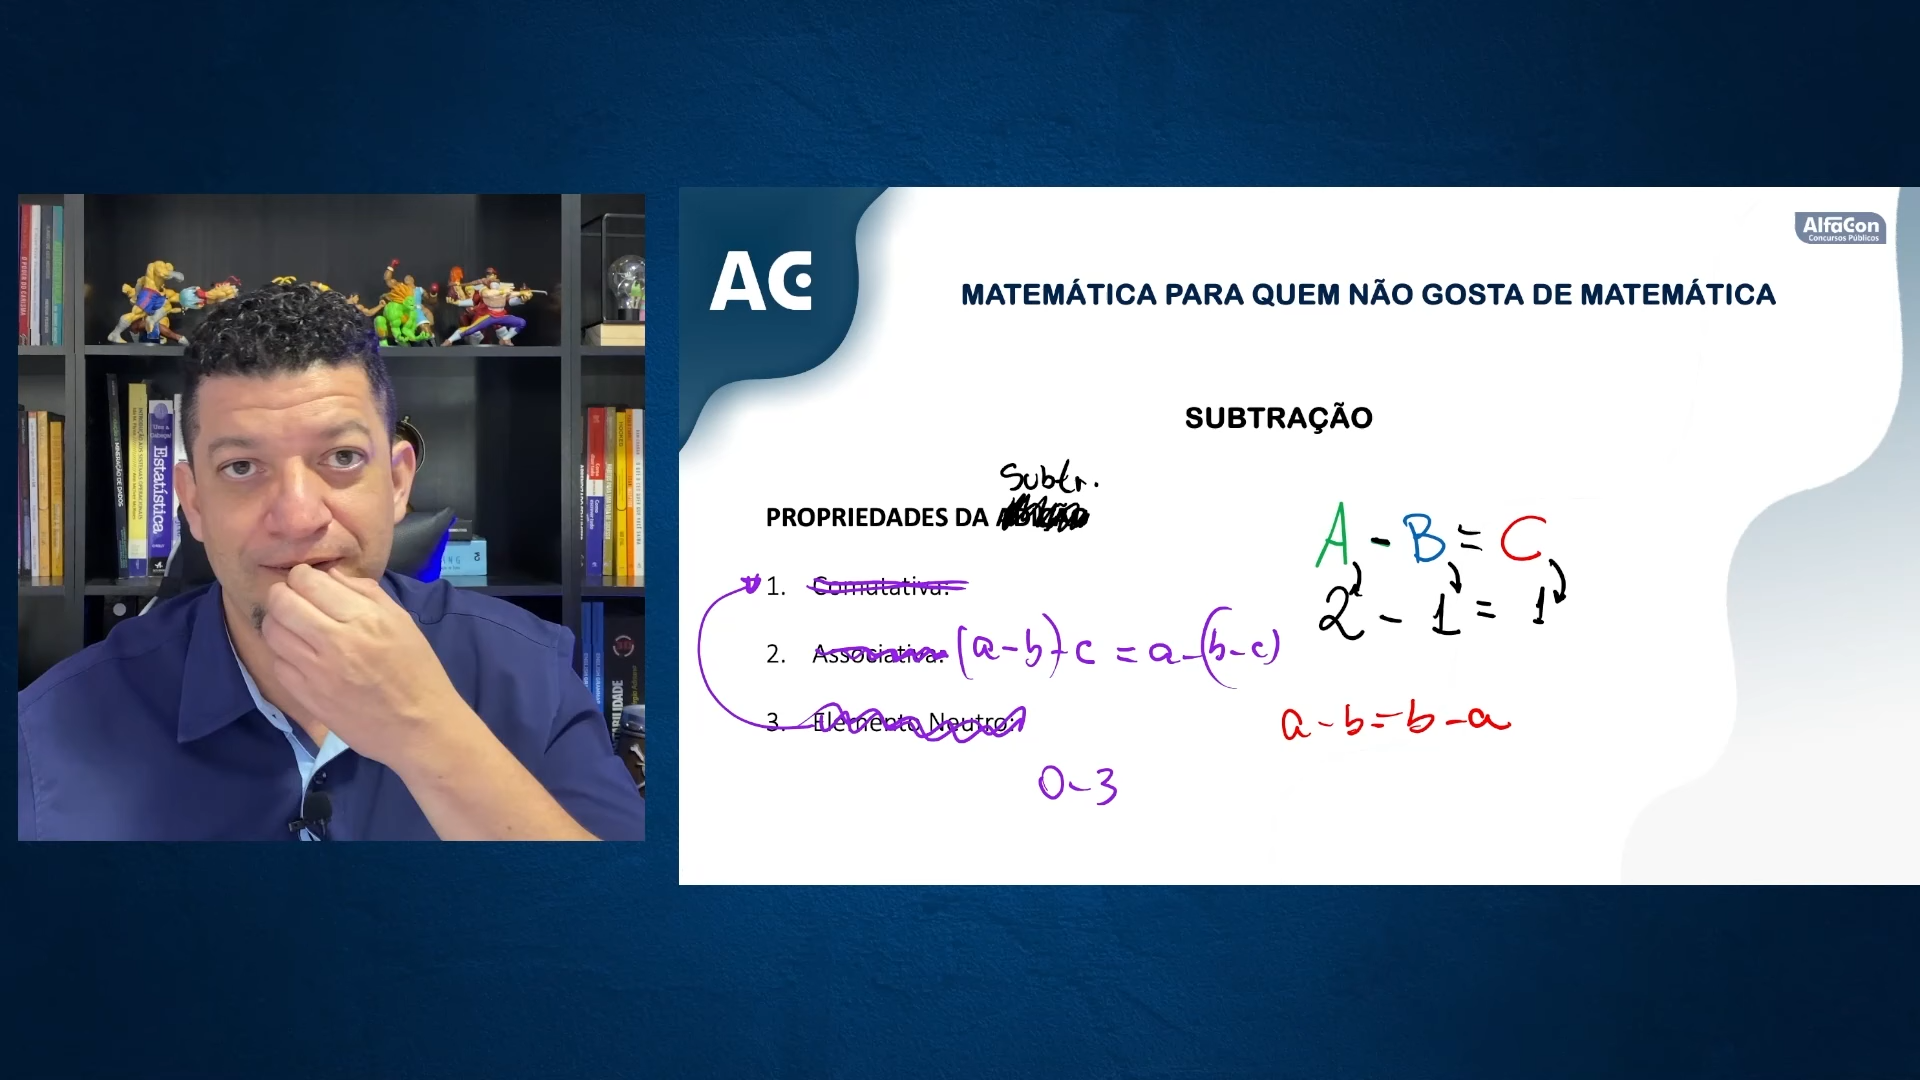 AC
AlfaCon
Concursos Públicos
MATEMÁTICA PARA QUEM NÃO GOSTA DE MATEMÁTICA
SUBTRAÇÃO
Subtr.
PROPRIEDADES DA
A - B = C
2 - 1 = 1
1. Comutativa:
2. Associativa: (a-b)-c = a-(b-c)
3. Elemento Neutro:
a-b=b-a
0-3
Estatística